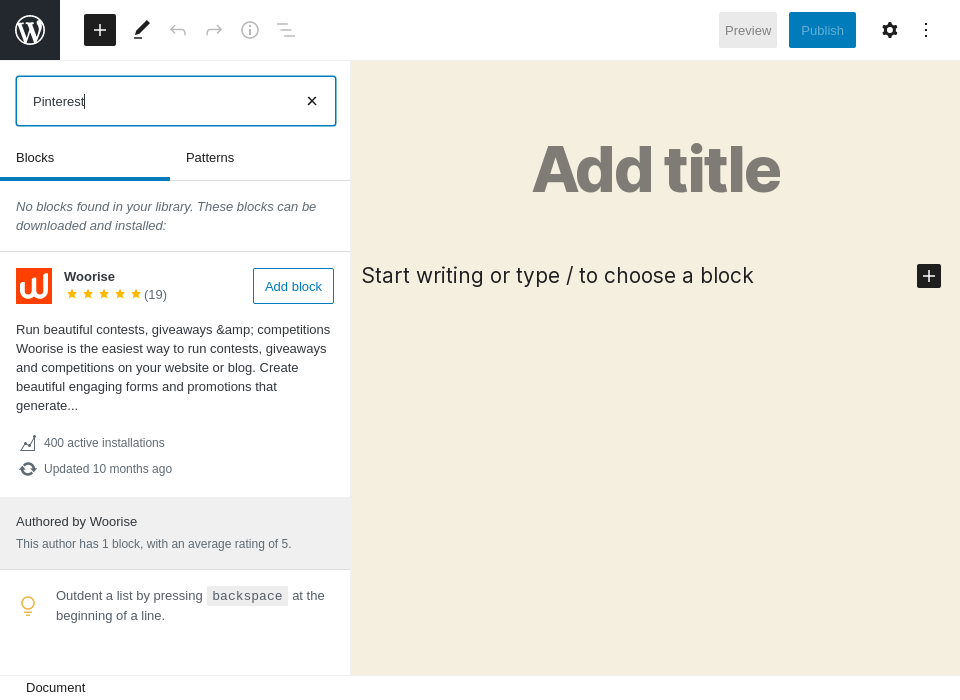 Preview
Publish
Pinterest
Blocks
Patterns
No blocks found in your library. These blocks can be
downloaded and installed:
Woorise
(19)
Add block
Run beautiful contests, giveaways &amp; competitions
Woorise is the easiest way to run contests, giveaways
and competitions on your website or blog. Create
beautiful engaging forms and promotions that
generate...
400 active installations
Updated 10 months ago
Authored by Woorise
This author has 1 block, with an average rating of 5.
Outdent a list by pressing backspace at the
beginning of a line.
Add title
Start writing or type / to choose a block
Document